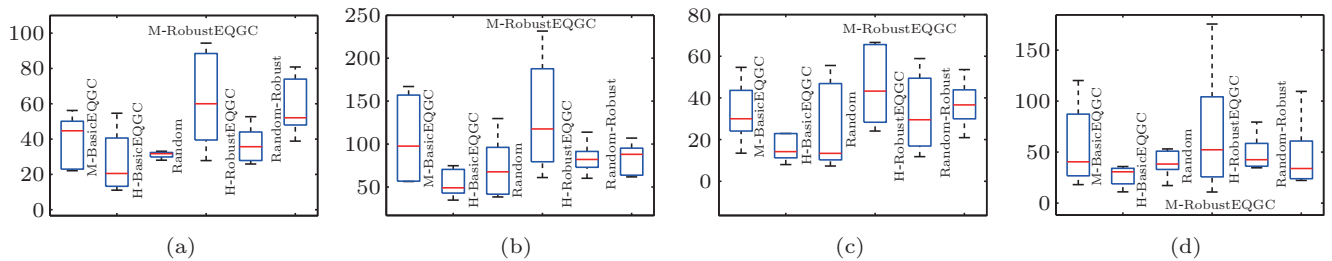 M-RobustEQGC
100
80
60
40
20
0
M-BasicEQGC
H-BasicEQGC
Random
H-RobustEQGC
Random-Robust
(a)
M-RobustEQGC
250
200
150
100
50
M-BasicEQGC
H-BasicEQGC
Random
H-RobustEQGC
Random-Robust
(b)
M-RobustEQGC
80
60
40
20
0
M-BasicEQGC
H-BasicEQGC
Random
H-RobustEQGC
Random-Robust
(c)
150
100
50
0
M-BasicEQGC
H-BasicEQGC
Random
H-RobustEQGC
Random-Robust
M-RobustEQGC
(d)